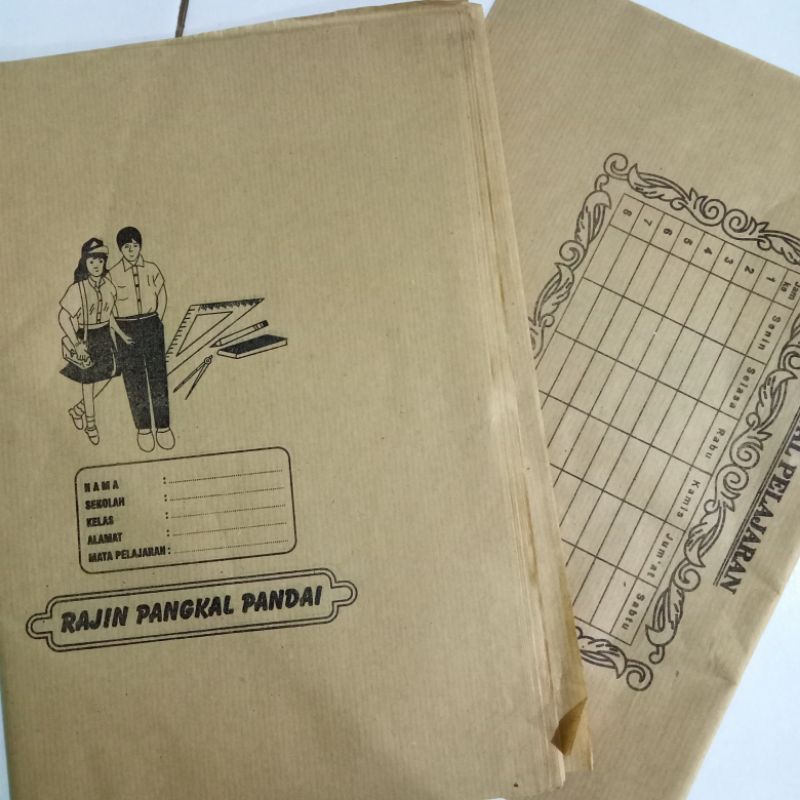 NAMA :
SEKOLAH :
KELAS :
ALAMAT :
MATA PELAJARAN :
RAJIN PANGKAL PANDAI
PELAJARAN
Jam ke Senin Selasa Rabu Kamis Jum'at Sabtu
1
2
3
4
5
6
7
8